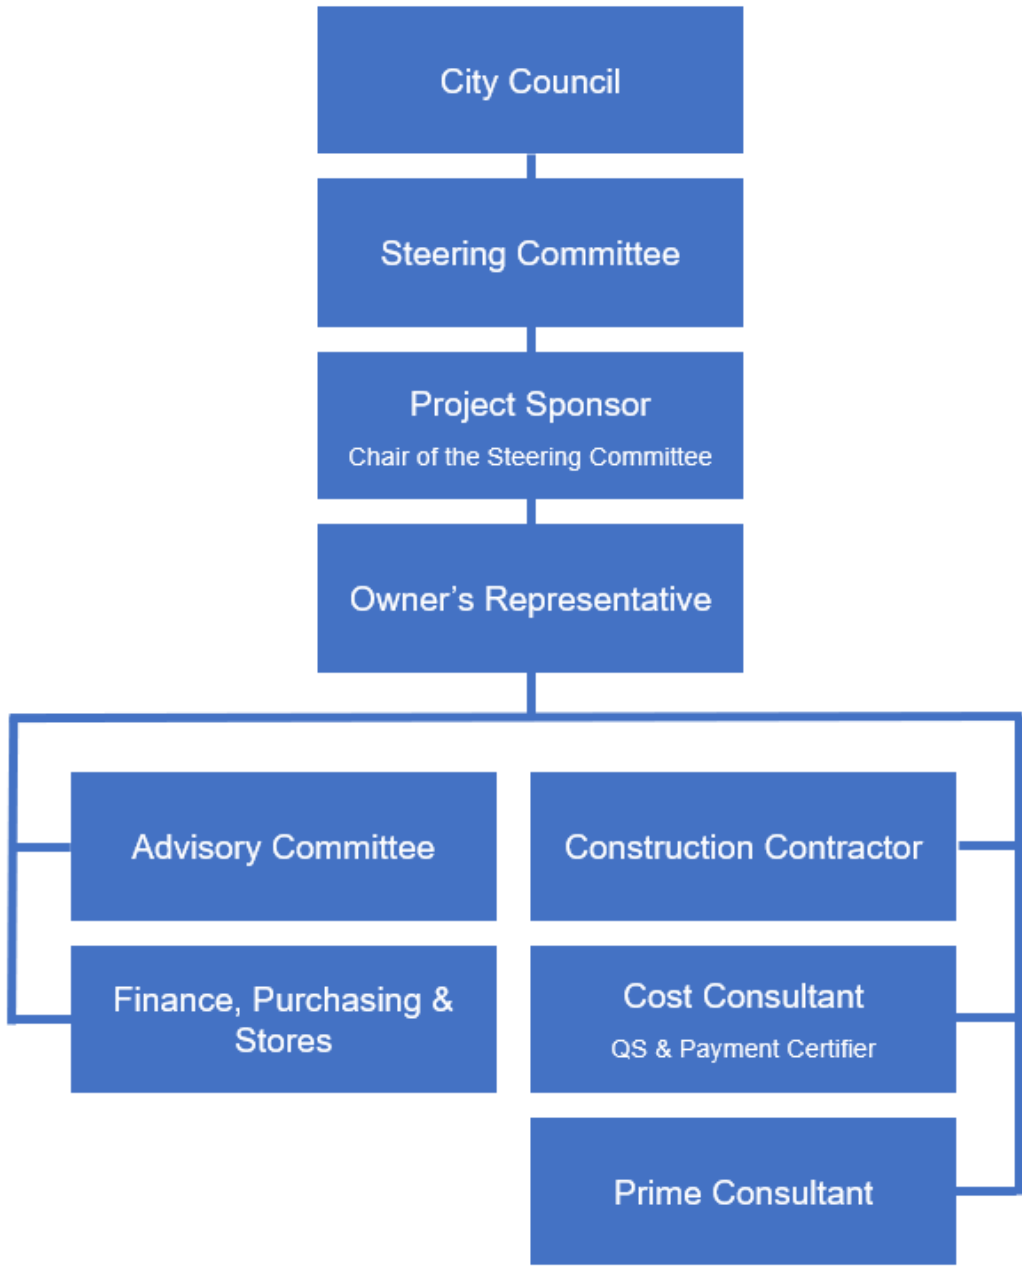 City Council
Steering Committee
Project Sponsor
Chair of the Steering Committee
Owner’s Representative
Advisory Committee
Construction Contractor
Finance, Purchasing &
Stores
Cost Consultant
QS & Payment Certifier
Prime Consultant